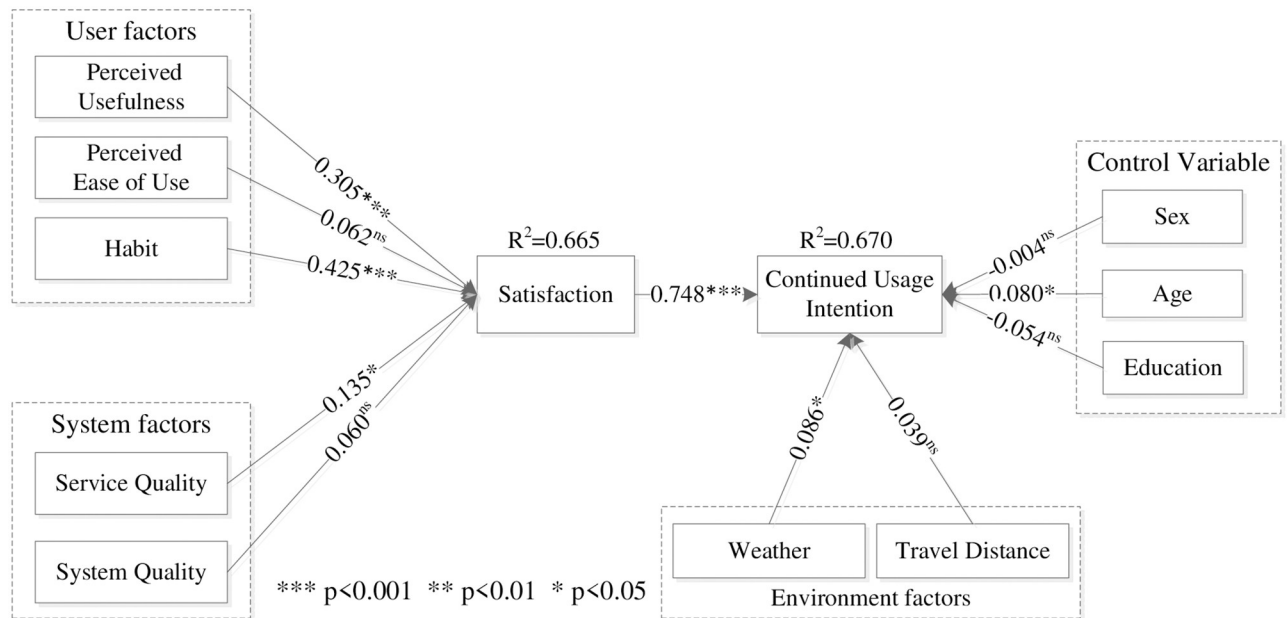 User factors
Perceived
Usefulness
Perceived
Ease of Use
Habit
0.305***
0.062ns
0.425***
System factors
Service Quality
System Quality
0.135*
0.060ns
R²=0.665
Satisfaction
0.748***
R²=0.670
Continued Usage
Intention
Control Variable
Sex
Age
Education
-0.004ns
0.080*
-0.054ns
0.086*
0.039ns
Weather
Travel Distance
Environment factors
*** p<0.001 ** p<0.01 * p<0.05